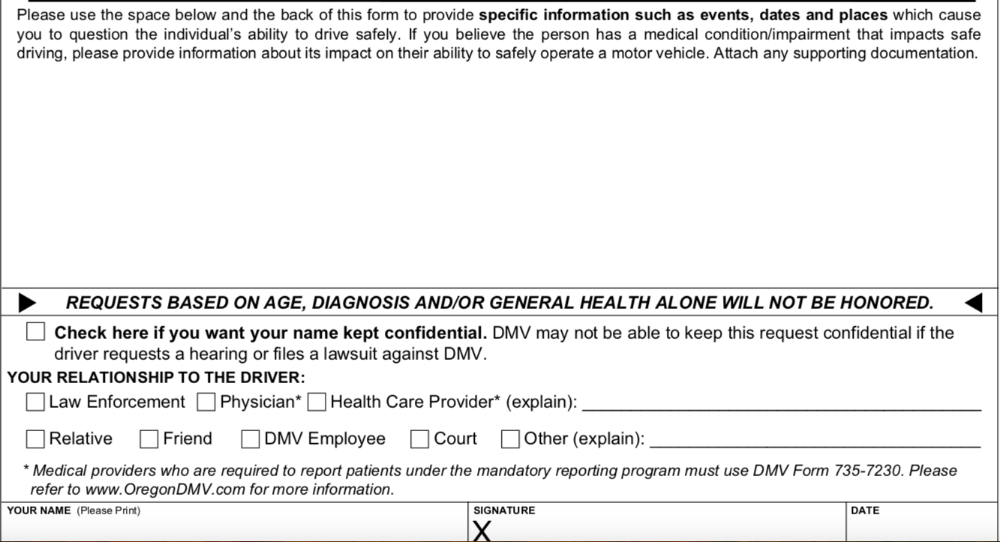 Please use the space below and the back of this form to provide specific information such as events, dates and places which cause
you to question the individual's ability to drive safely. If you believe the person has a medical condition/impairment that impacts safe
driving, please provide information about its impact on their ability to safely operate a motor vehicle. Attach any supporting documentation.
REQUESTS BASED ON AGE, DIAGNOSIS AND/OR GENERAL HEALTH ALONE WILL NOT BE HONORED.
Check here if you want your name kept confidential. DMV may not be able to keep this request confidential if the
driver requests a hearing or files a lawsuit against DMV.
YOUR RELATIONSHIP TO THE DRIVER:
Law Enforcement Physician* Health Care Provider* (explain):
Relative Friend DMV Employee Court Other (explain):
* Medical providers who are required to report patients under the mandatory reporting program must use DMV Form 735-7230. Please
refer to www.OregonDMV.com for more information.
YOUR NAME (Please Print) SIGNATURE DATE
X